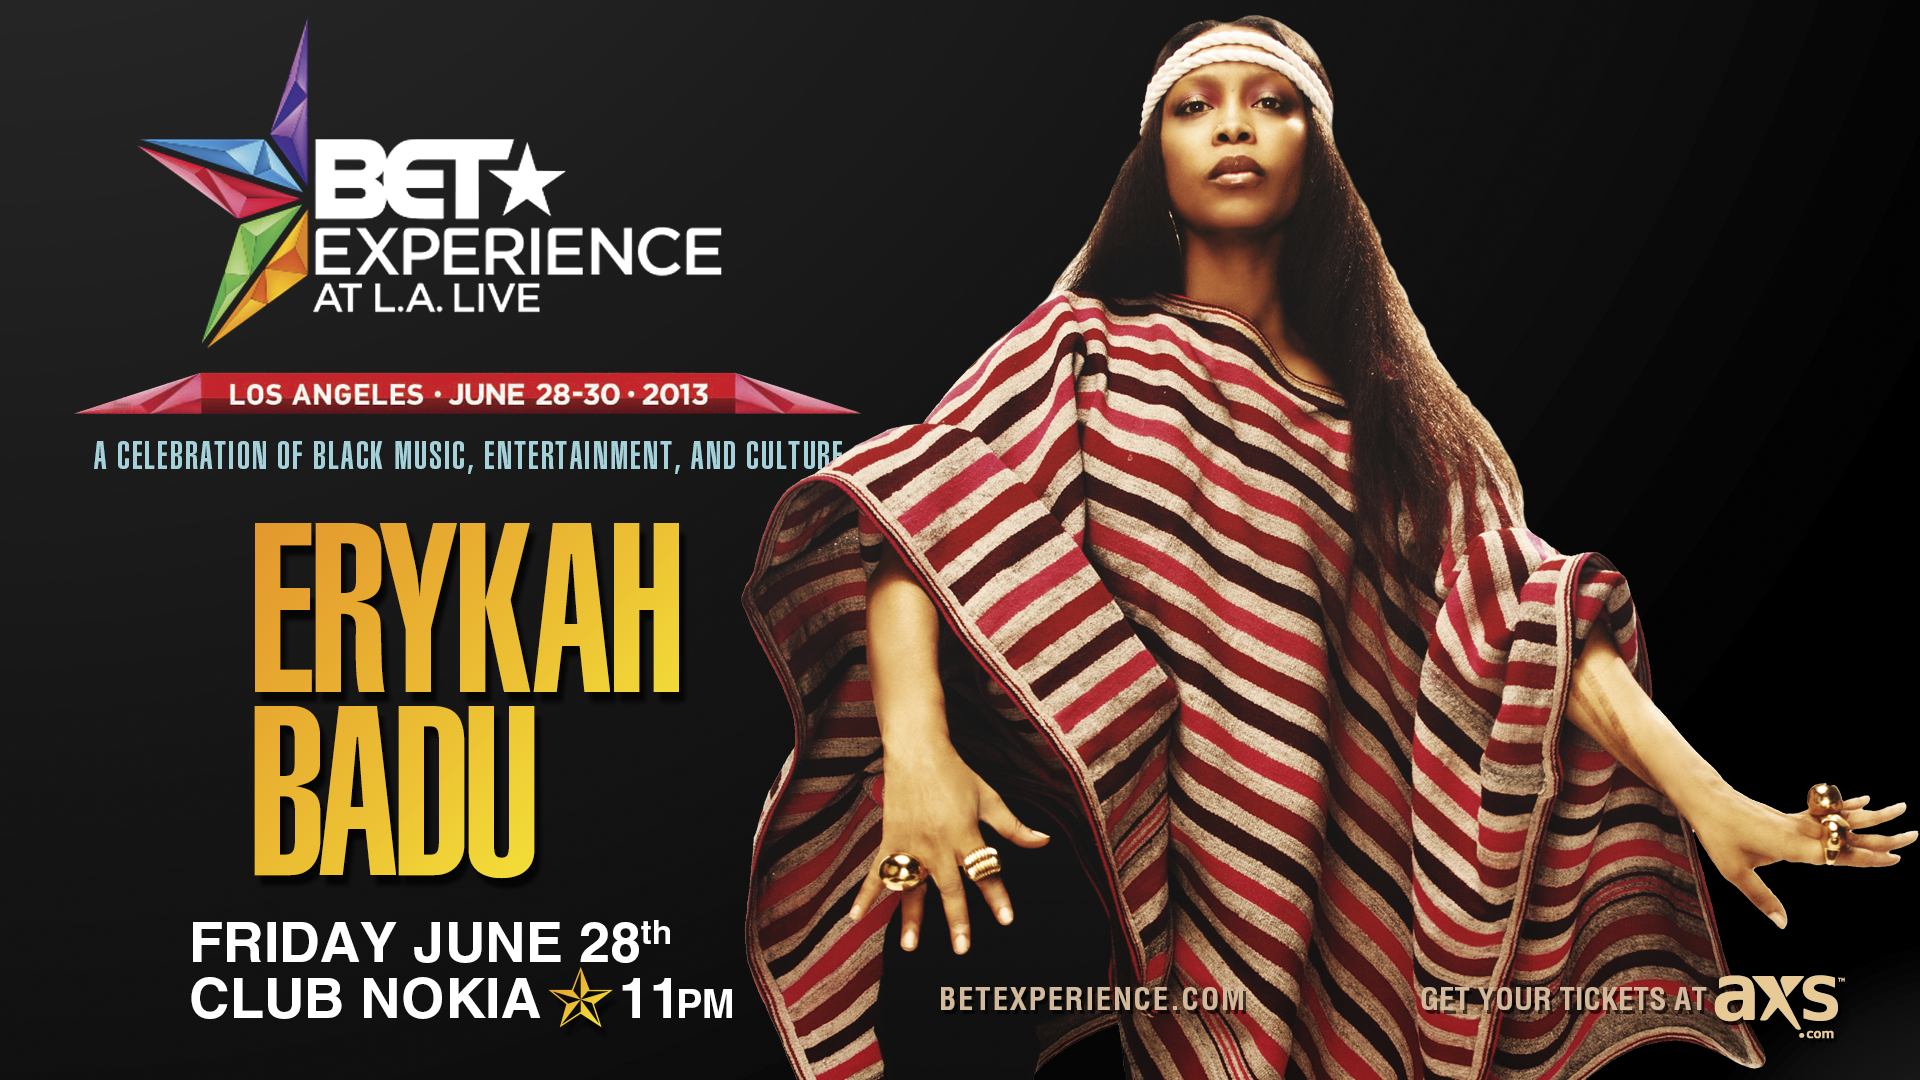 BET★
EXPERIENCE
AT L.A. LIVE
LOS ANGELES · JUNE 28-30 · 2013
A CELEBRATION OF BLACK MUSIC, ENTERTAINMENT, AND CULTURE
ERYKAH
BADU
FRIDAY JUNE 28th
CLUB NOKIA ★ 11PM
BETEXPERIENCE.COM
GET YOUR TICKETS AT axs™
.com